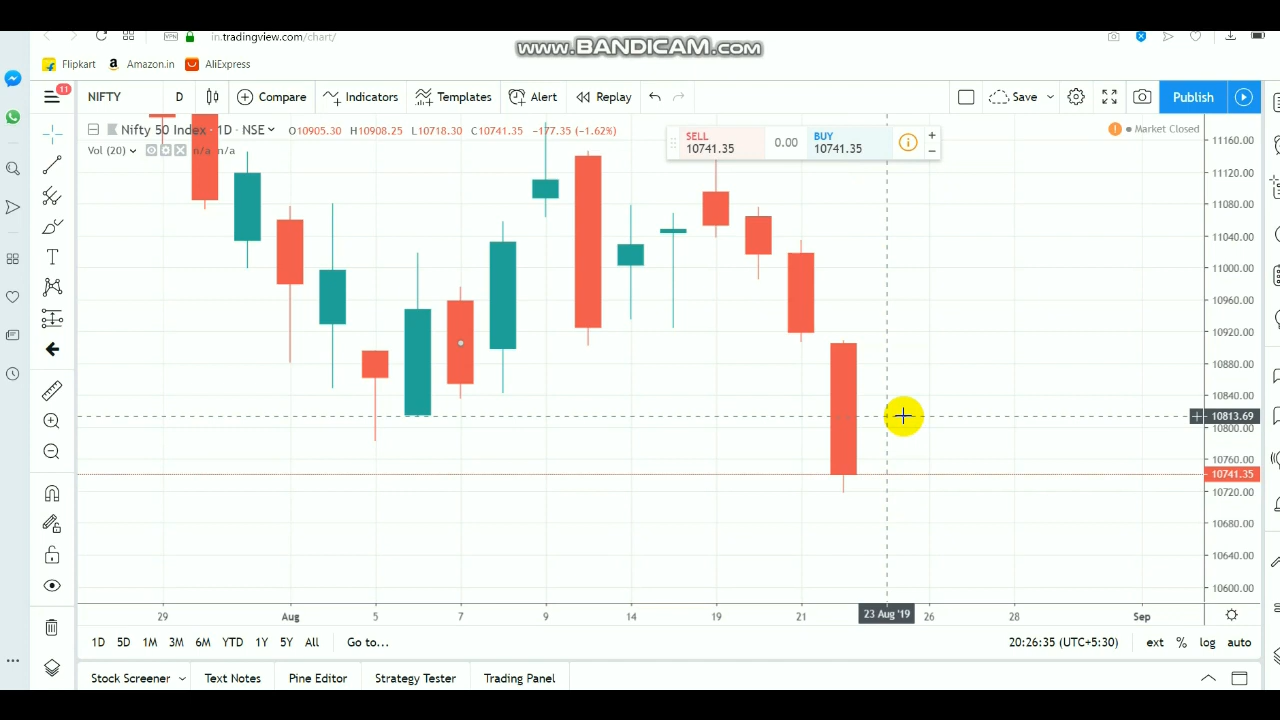 in.tradingview.com/chart/
www.BANDICAM.com
VPN
Flipkart
Amazon.in
AliExpress
11
NIFTY
D
Compare
Indicators
Templates
Alert
Replay
Save
Publish
Nifty 50 Index · 1D · NSE
O10905.30 H10908.25 L10718.30 C10741.35 −177.35 (−1.62%)
Vol (20)
n/a n/a
SELL
10741.35
0.00
BUY
10741.35
Market Closed
11160.00
11120.00
11080.00
11040.00
11000.00
10960.00
10920.00
10880.00
10840.00
10813.69
10800.00
10760.00
10741.35
10720.00
10680.00
10640.00
10600.00
29
Aug
5
7
9
14
19
21
23 Aug '19
26
28
Sep
1D 5D 1M 3M 6M YTD 1Y 5Y All Go to...
20:26:35 (UTC+5:30)
ext % log auto
Stock Screener
Text Notes
Pine Editor
Strategy Tester
Trading Panel